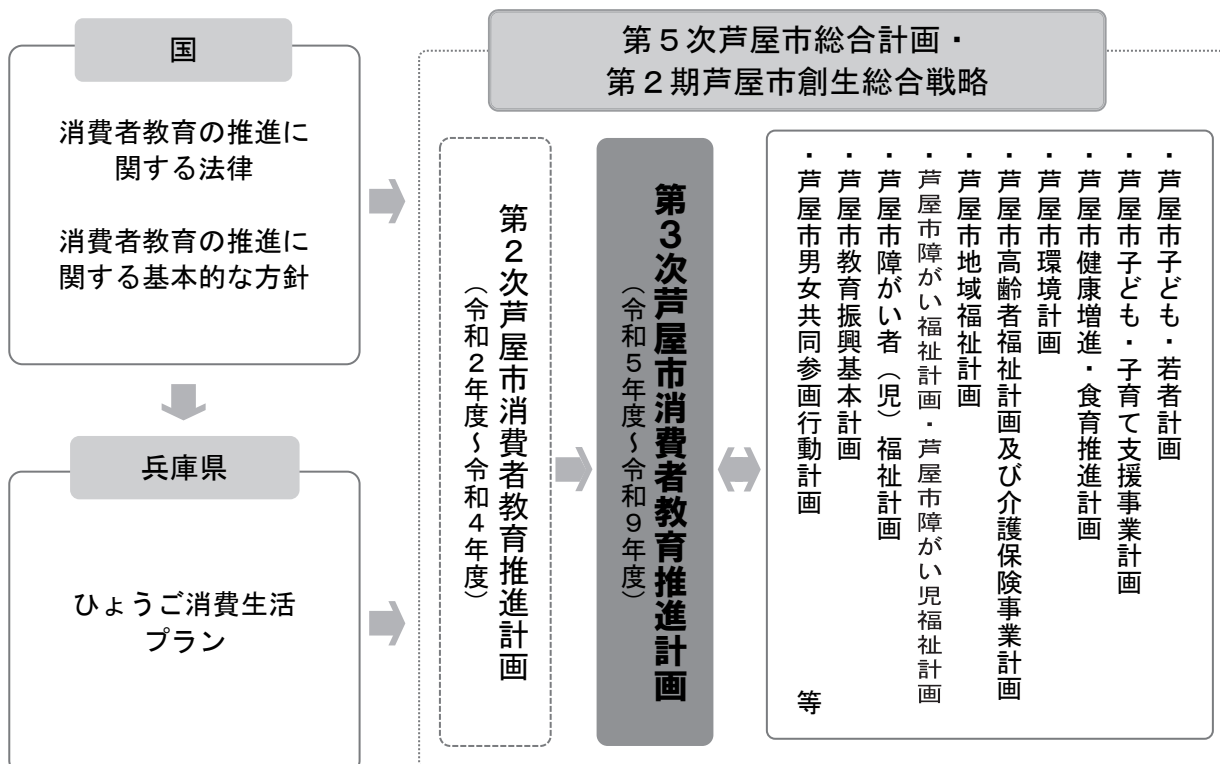 国
消費者教育の推進に
関する法律
消費者教育の推進に
関する基本的な方針
兵庫県
ひょうご消費生活
プラン
第５次芦屋市総合計画・
第２期芦屋市創生総合戦略
第２次芦屋市消費者教育推進計画
（令和２年度～令和４年度）
第３次芦屋市消費者教育推進計画
（令和５年度～令和９年度）
・芦屋市子ども・若者計画
・芦屋市子ども・子育て支援事業計画
・芦屋市健康増進・食育推進計画
・芦屋市環境計画
・芦屋市高齢者福祉計画及び介護保険事業計画
・芦屋市地域福祉計画
・芦屋市障がい福祉計画・芦屋市障がい児福祉計画
・芦屋市障がい者（児）福祉計画
・芦屋市教育振興基本計画
・芦屋市男女共同参画行動計画　等